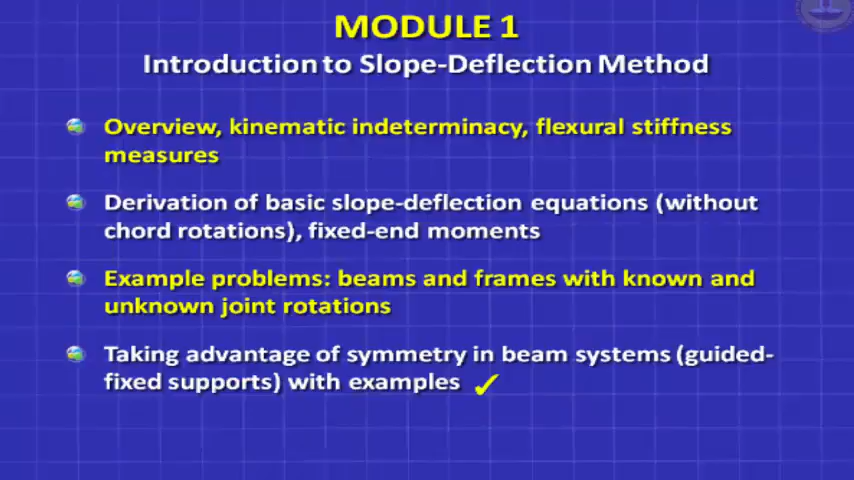 MODULE 1
Introduction to Slope-Deflection Method
Overview, kinematic indeterminacy, flexural stiffness
measures
Derivation of basic slope-deflection equations (without
chord rotations), fixed-end moments
Example problems: beams and frames with known and
unknown joint rotations
Taking advantage of symmetry in beam systems (guided-
fixed supports) with examples ✓